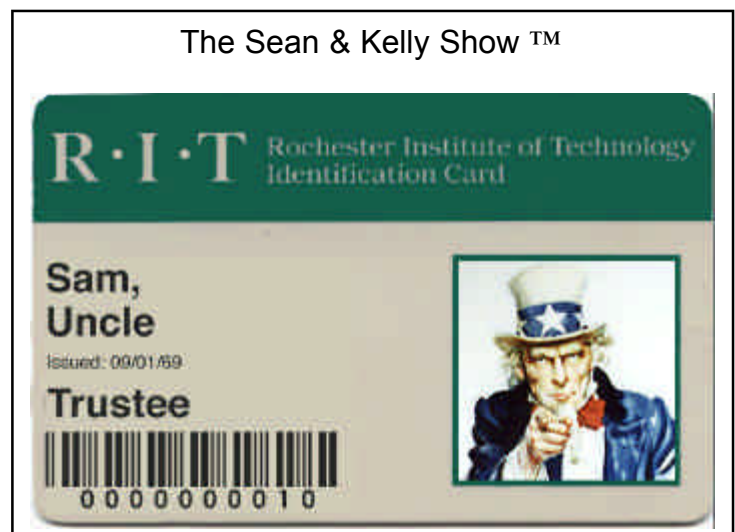 The Sean & Kelly Show ™
R·I·T Rochester Institute of Technology
Identification Card
Sam,
Uncle
Issued: 09/01/69
Trustee
0000000010